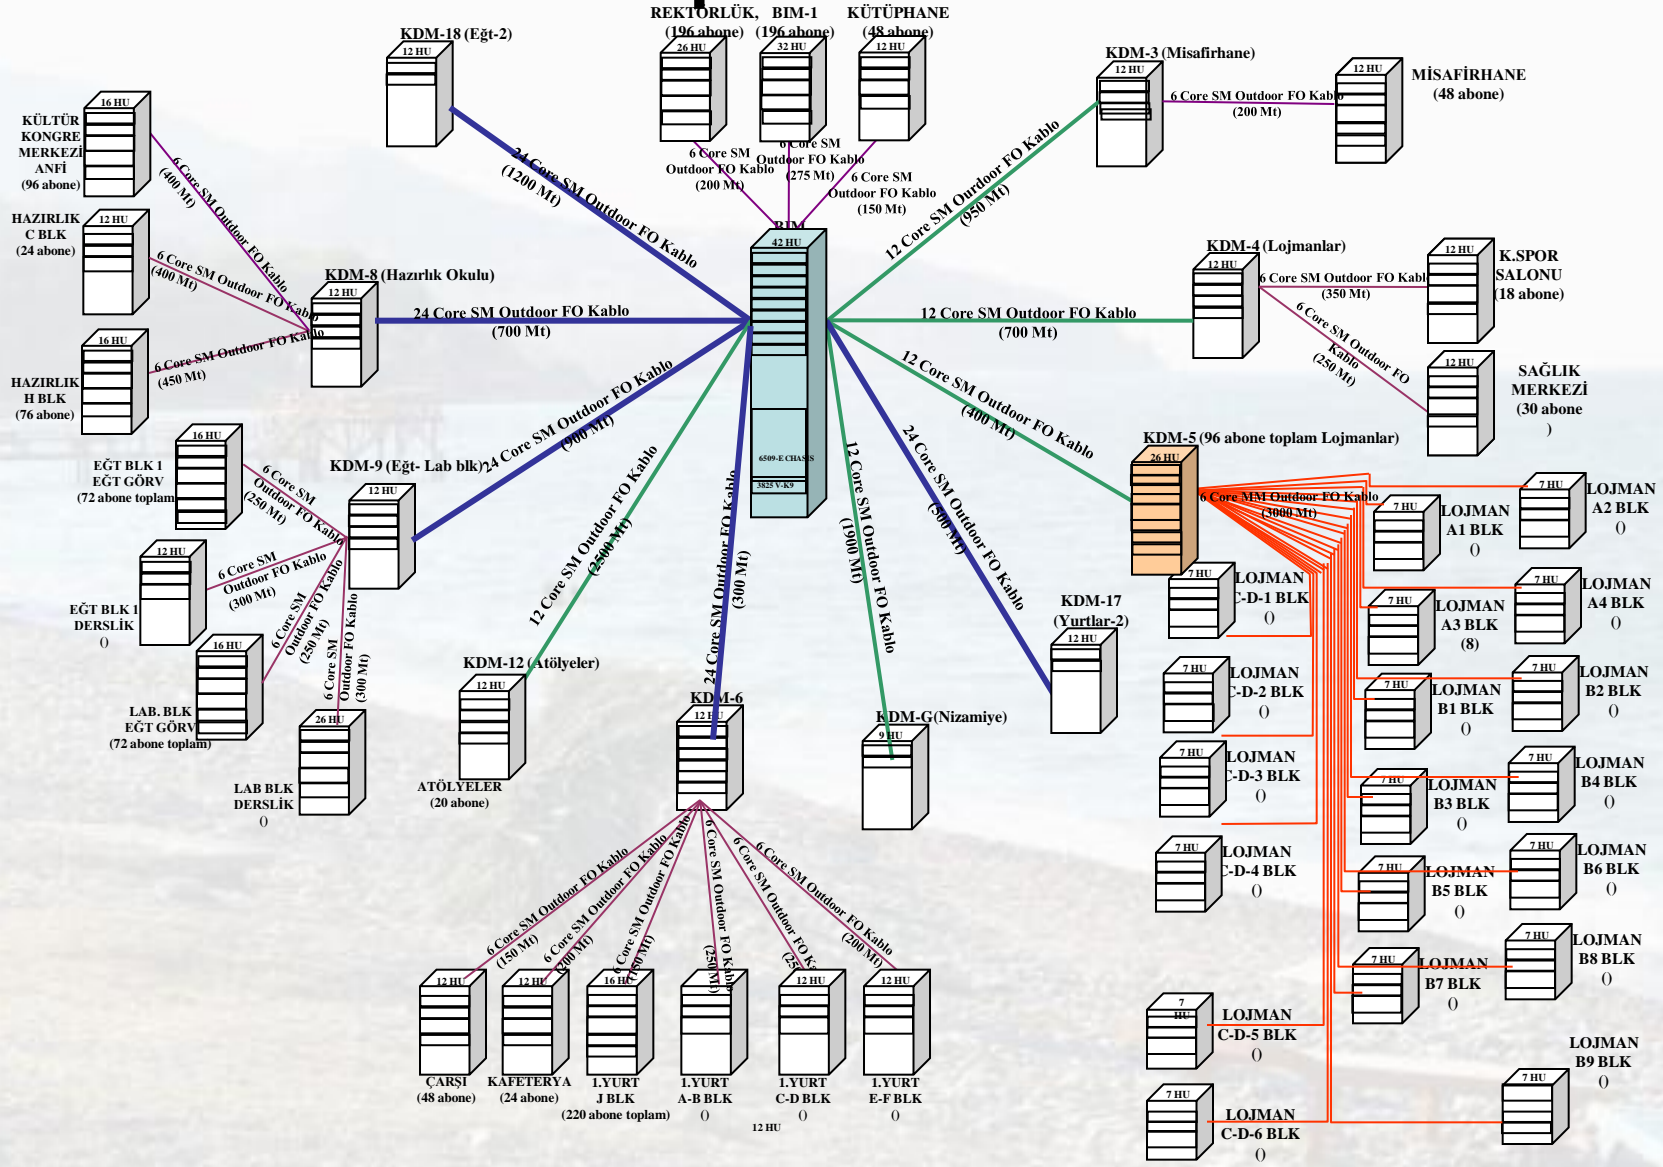 REKTÖRLÜK,
(196 abone)
26 HU
BIM-1
(196 abone)
32 HU
KÜTÜPHANE
(48 abone)
12 HU
KDM-18 (Eğt-2)
12 HU
KDM-3 (Misafirhane)
12 HU
12 HU
MİSAFİRHANE
(48 abone)
6 Core SM Outdoor FO Kablo
(200 Mt)
16 HU
KÜLTÜR
KONGRE
MERKEZİ
ANFİ
(96 abone)
6 Core SM Outdoor FO Kablo
(400 Mt)
24 Core SM Outdoor FO Kablo
(1200 Mt)
6 Core SM
Outdoor FO Kablo
(200 Mt)
6 Core SM
Outdoor FO Kablo
(275 Mt)
6 Core SM
Outdoor FO Kablo
(150 Mt)
12 Core SM Ourdoor FO Kablo
(950 Mt)
BIM
42 HU
6509-E CHASIS
3825 V-K9
12 HU
HAZIRLIK
C BLK
(24 abone)
6 Core SM Outdoor FO Kablo
(400 Mt)
KDM-8 (Hazırlık Okulu)
12 HU
24 Core SM Outdoor FO Kablo
(700 Mt)
16 HU
HAZIRLIK
H BLK
(76 abone)
6 Core SM Outdoor FO Kablo
(450 Mt)
KDM-4 (Lojmanlar)
12 HU
12 Core SM Outdoor FO Kablo
(700 Mt)
6 Core SM Outdoor FO Kablo
(350 Mt)
12 HU
K.SPOR
SALONU
(18 abone)
6 Core SM Outdoor FO
Kablo
(250 Mt)
12 HU
SAĞLIK
MERKEZİ
(30 abone
)
12 Core SM Outdoor FO Kablo
(400 Mt)
KDM-5 (96 abone toplam Lojmanlar)
26 HU
6 Core MM Outdoor FO Kablo
(3000 Mt)
16 HU
EĞT BLK 1
EĞT GÖRV
(72 abone toplam
6 Core SM
Outdoor FO Kablo
(250 Mt)
KDM-9 (Eğt- Lab blk)
12 HU
24 Core SM Outdoor FO Kablo
(900 Mt)
12 HU
EĞT BLK 1
DERSLİK
()
6 Core SM
Outdoor FO Kablo
(300 Mt)
16 HU
LAB. BLK
EĞT GÖRV
(72 abone toplam)
6 Core SM
Outdoor FO Kablo
(250 Mt)
26 HU
LAB BLK
DERSLİK
()
6 Core SM
Outdoor FO Kablo
(300 Mt)
12 Core SM Outdoor FO Kablo
(2500 Mt)
KDM-12 (Atölyeler)
12 HU
ATÖLYELER
(20 abone)
24 Core SM Outdoor FO Kablo
(300 Mt)
KDM-6
12 HU
12 Core SM Outdoor FO Kablo
(1900 Mt)
KDM-G(Nizamiye)
9 HU
24 Core SM Outdoor FO Kablo
(500 Mt)
KDM-17
(Yurtlar-2)
12 HU
6 Core SM Outdoor FO Kablo
(150 Mt)
6 Core SM Outdoor FO Kablo
(200 Mt)
6 Core SM Outdoor FO Kablo
(150 Mt)
6 Core SM Outdoor FO Kablo
(250 Mt)
6 Core SM Outdoor FO
6 Core SM Outdoor FO Kablo
(200 Mt)
12 HU
ÇARŞI
(48 abone)
12 HU
KAFETERYA
(24 abone)
16 HU
1.YURT
J BLK
(220 abone toplam)
12 HU
1.YURT
A-B BLK
()
12 HU
1.YURT
C-D BLK
()
12 HU
1.YURT
E-F BLK
()
12 HU
7 HU
LOJMAN
A1 BLK
()
7 HU
LOJMAN
A2 BLK
()
7 HU
LOJMAN
C-D-1 BLK
()
7 HU
LOJMAN
A3 BLK
(8)
7 HU
LOJMAN
A4 BLK
()
7 HU
LOJMAN
C-D-2 BLK
()
7 HU
LOJMAN
B1 BLK
()
7 HU
LOJMAN
B2 BLK
()
7 HU
LOJMAN
C-D-3 BLK
()
7 HU
LOJMAN
B3 BLK
()
7 HU
LOJMAN
B4 BLK
()
7 HU
LOJMAN
C-D-4 BLK
()
7 HU
LOJMAN
B5 BLK
()
7 HU
LOJMAN
B6 BLK
()
7 HU
LOJMAN
B7 BLK
()
7 HU
LOJMAN
B8 BLK
()
7
HU
LOJMAN
C-D-5 BLK
()
7 HU
LOJMAN
B9 BLK
()
7 HU
LOJMAN
C-D-6 BLK
()